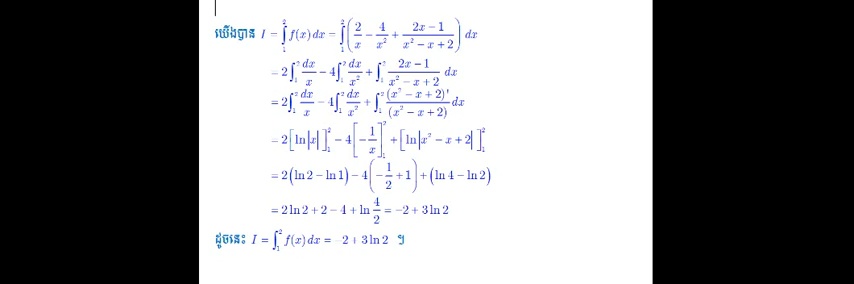 យើងបាន I = ∫₁² f(x) dx = ∫₁² (2/x − 4/x² + (2x − 1)/(x² − x + 2)) dx
= 2∫₁² dx/x − 4∫₁² dx/x² + ∫₁² (2x − 1)/(x² − x + 2) dx
= 2∫₁² dx/x − 4∫₁² dx/x² + ∫₁² (x² − x + 2)'/(x² − x + 2) dx
= 2[ln|x|]₁² − 4[−1/x]₁² + [ln|x² − x + 2|]₁²
= 2(ln 2 − ln 1) − 4(−1/2 + 1) + (ln 4 − ln 2)
= 2 ln 2 + 2 − 4 + ln 4/2 = −2 + 3 ln 2
ដូចនេះ I = ∫₁² f(x) dx = −2 + 3 ln 2 ។